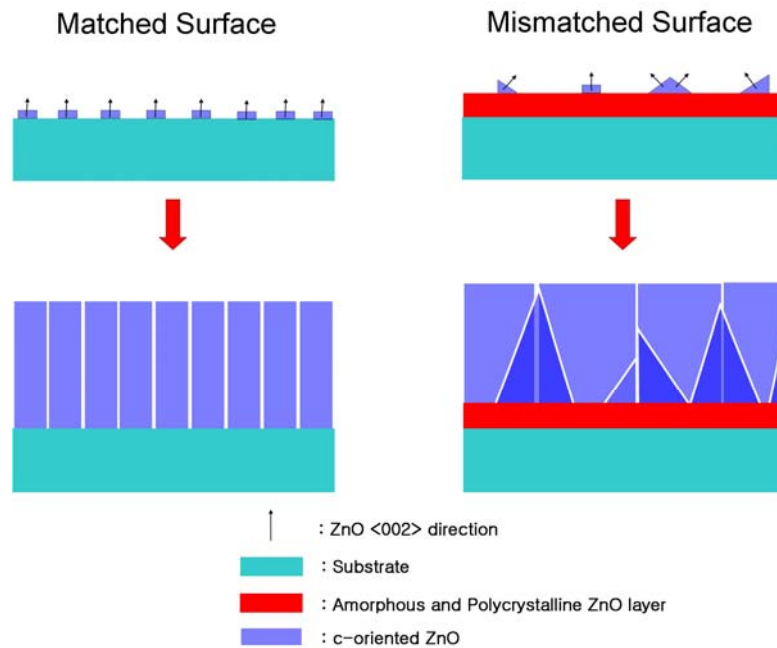 Matched Surface
Mismatched Surface
: ZnO <002> direction
: Substrate
: Amorphous and Polycrystalline ZnO layer
: c-oriented ZnO